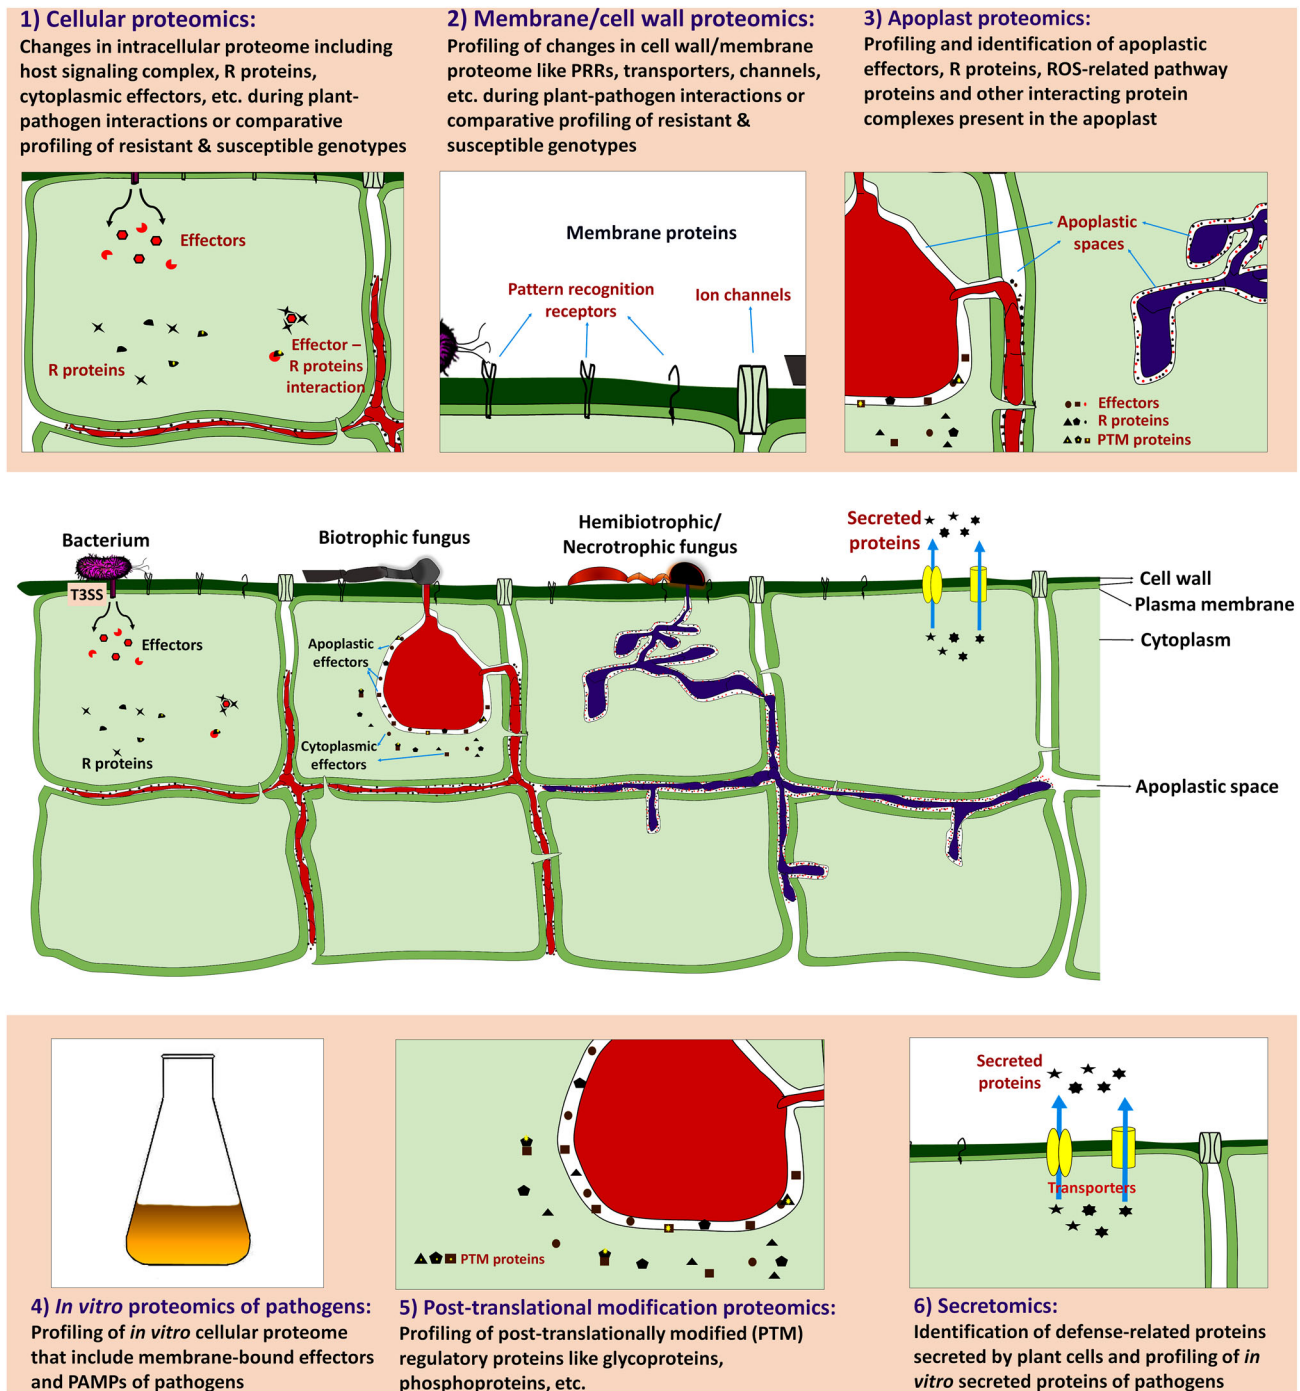 1) Cellular proteomics:
Changes in intracellular proteome including
host signaling complex, R proteins,
cytoplasmic effectors, etc. during plant-
pathogen interactions or comparative
profiling of resistant & susceptible genotypes
2) Membrane/cell wall proteomics:
Profiling of changes in cell wall/membrane
proteome like PRRs, transporters, channels,
etc. during plant-pathogen interactions or
comparative profiling of resistant &
susceptible genotypes
3) Apoplast proteomics:
Profiling and identification of apoplastic
effectors, R proteins, ROS-related pathway
proteins and other interacting protein
complexes present in the apoplast
Effectors
R proteins
Effector –
R proteins
interaction
Membrane proteins
Pattern recognition
receptors
Ion channels
Apoplastic
spaces
Effectors
R proteins
PTM proteins
Bacterium
T3SS
Effectors
R proteins
Biotrophic fungus
Apoplastic
effectors
Cytoplasmic
effectors
Hemibiotrophic/
Necrotrophic fungus
Secreted
proteins
Cell wall
Plasma membrane
Cytoplasm
Apoplastic space
PTM proteins
Secreted
proteins
Transporters
4) In vitro proteomics of pathogens:
Profiling of in vitro cellular proteome
that include membrane-bound effectors
and PAMPs of pathogens
5) Post-translational modification proteomics:
Profiling of post-translationally modified (PTM)
regulatory proteins like glycoproteins,
phosphoproteins, etc.
6) Secretomics:
Identification of defense-related proteins
secreted by plant cells and profiling of in
vitro secreted proteins of pathogens